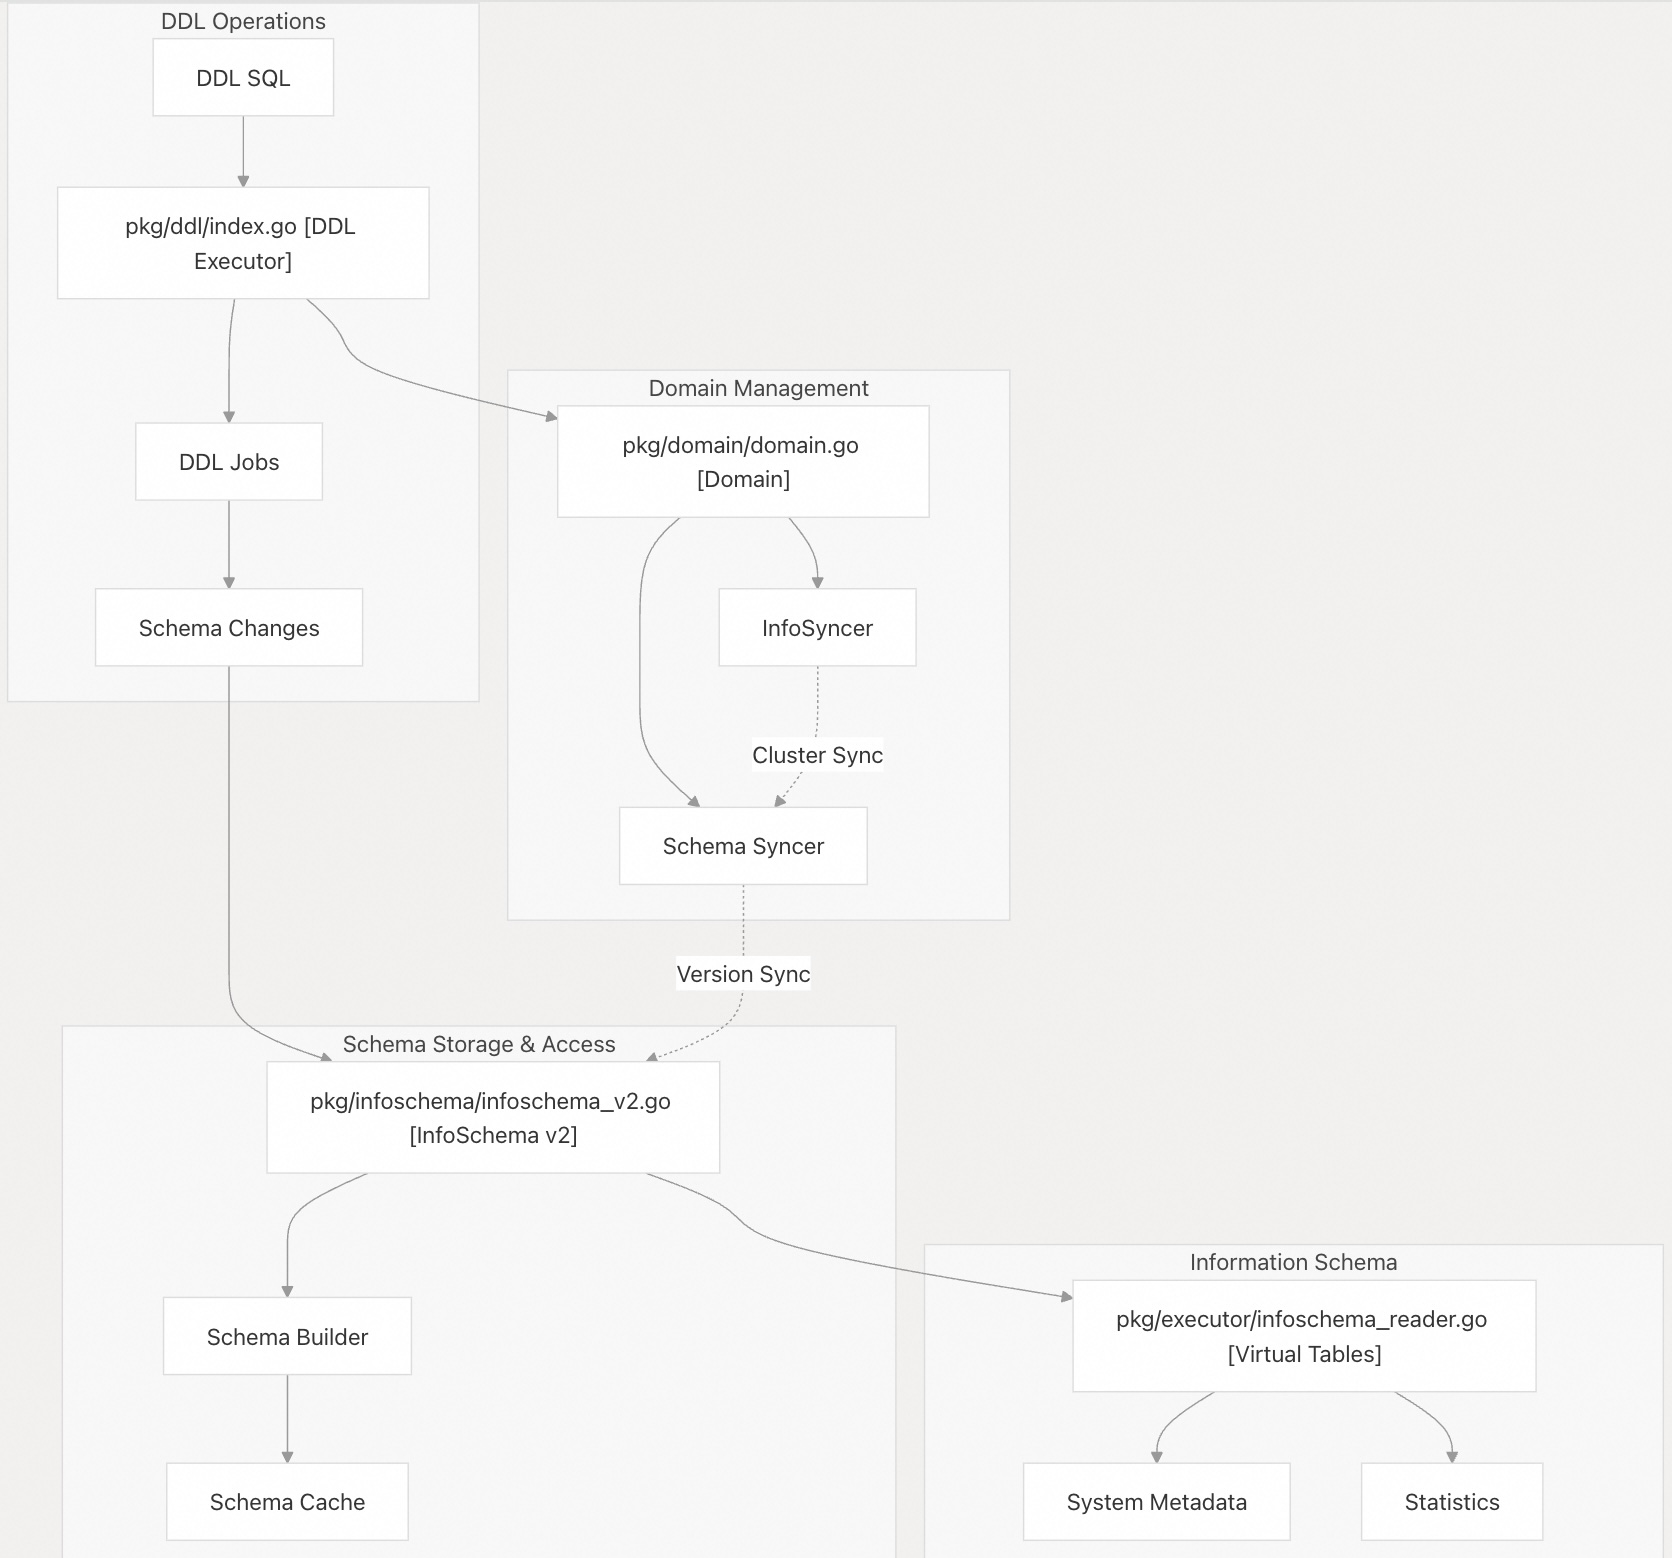 DDL Operations
DDL SQL
pkg/ddl/index.go [DDL
Executor]
DDL Jobs
Schema Changes
Domain Management
pkg/domain/domain.go
[Domain]
InfoSyncer
Cluster Sync
Schema Syncer
Version Sync
Schema Storage & Access
pkg/infoschema/infoschema_v2.go
[InfoSchema v2]
Schema Builder
Schema Cache
Information Schema
pkg/executor/infoschema_reader.go
[Virtual Tables]
System Metadata
Statistics